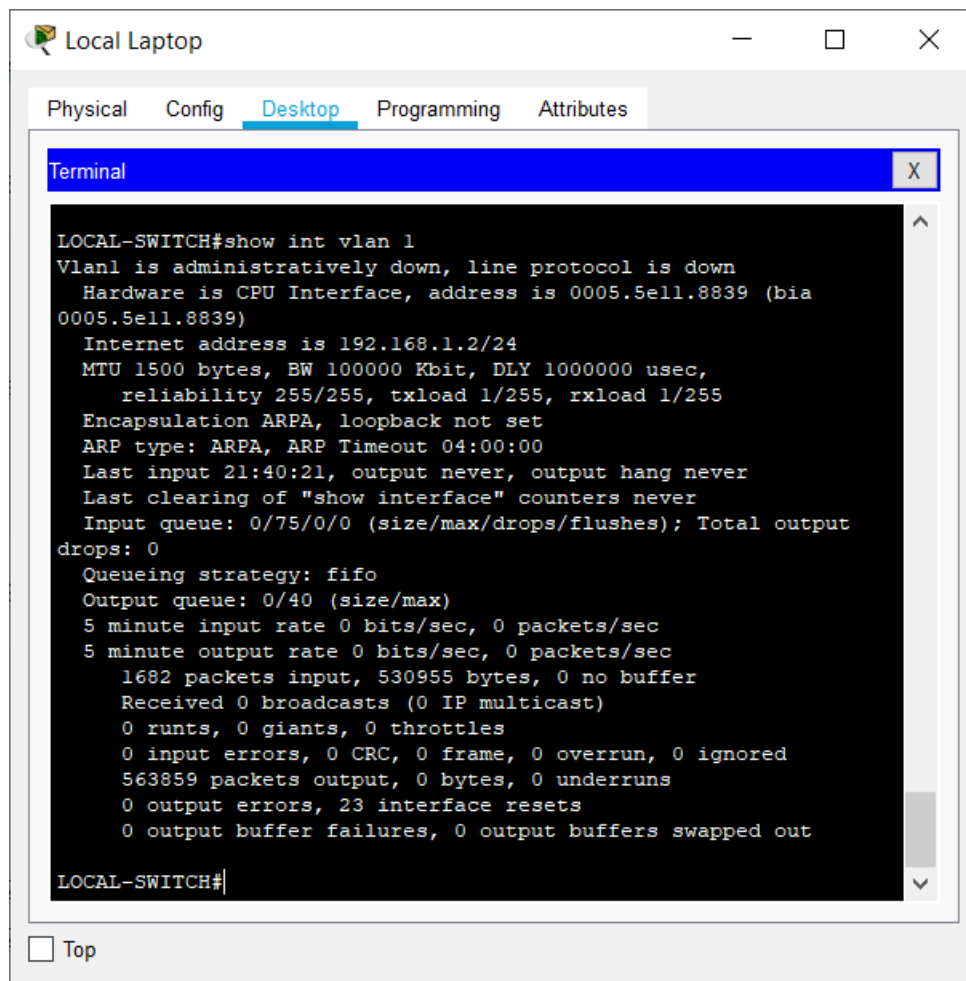 Local Laptop
Physical Config Desktop Programming Attributes
Terminal X
LOCAL-SWITCH#show int vlan 1
Vlan1 is administratively down, line protocol is down
Hardware is CPU Interface, address is 0005.5e11.8839 (bia
0005.5e11.8839)
Internet address is 192.168.1.2/24
MTU 1500 bytes, BW 100000 Kbit, DLY 1000000 usec,
reliability 255/255, txload 1/255, rxload 1/255
Encapsulation ARPA, loopback not set
ARP type: ARPA, ARP Timeout 04:00:00
Last input 21:40:21, output never, output hang never
Last clearing of "show interface" counters never
Input queue: 0/75/0/0 (size/max/drops/flushes); Total output
drops: 0
Queueing strategy: fifo
Output queue: 0/40 (size/max)
5 minute input rate 0 bits/sec, 0 packets/sec
5 minute output rate 0 bits/sec, 0 packets/sec
1682 packets input, 530955 bytes, 0 no buffer
Received 0 broadcasts (0 IP multicast)
0 runts, 0 giants, 0 throttles
0 input errors, 0 CRC, 0 frame, 0 overrun, 0 ignored
563859 packets output, 0 bytes, 0 underruns
0 output errors, 23 interface resets
0 output buffer failures, 0 output buffers swapped out
LOCAL-SWITCH#
Top